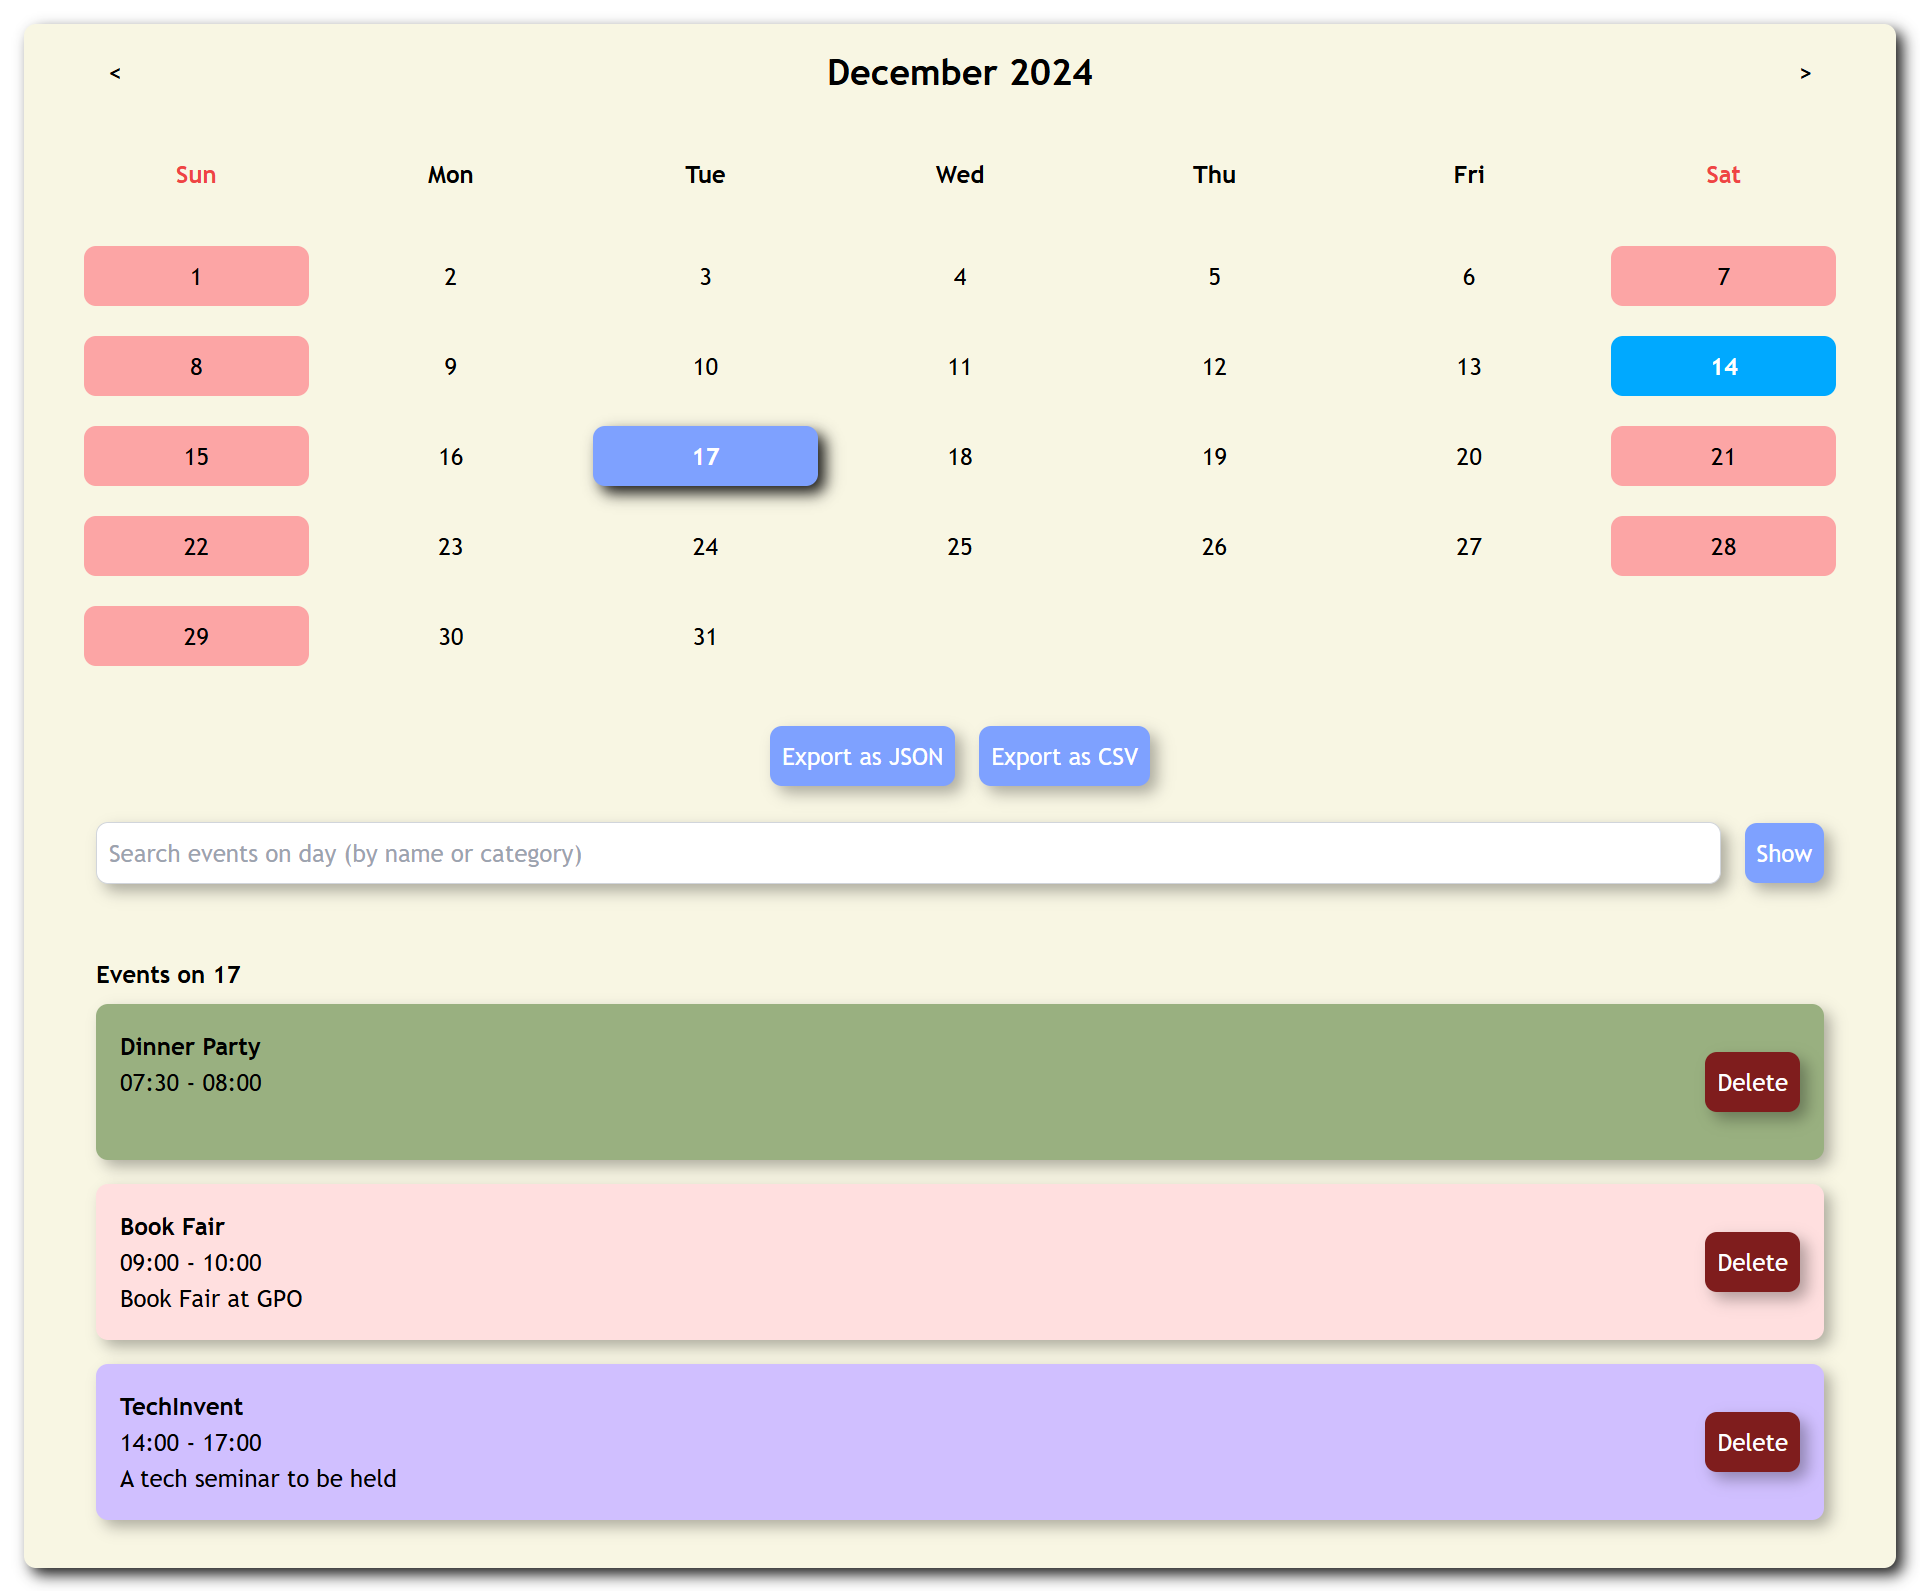 < December 2024 >
Sun Mon Tue Wed Thu Fri Sat
1 2 3 4 5 6 7
8 9 10 11 12 13 14
15 16 17 18 19 20 21
22 23 24 25 26 27 28
29 30 31
Export as JSON Export as CSV
Search events on day (by name or category) Show
Events on 17
Dinner Party
07:30 - 08:00
Delete
Book Fair
09:00 - 10:00
Delete
Book Fair at GPO
TechInvent
14:00 - 17:00
Delete
A tech seminar to be held